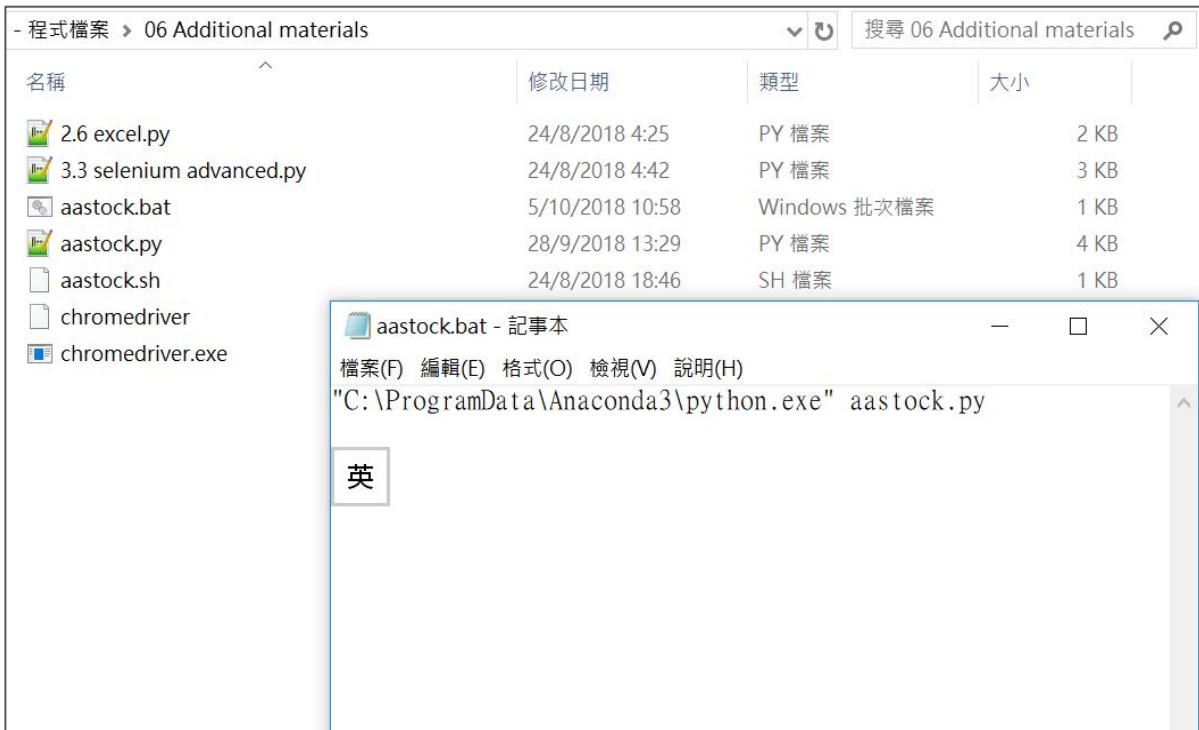 - 程式檔案 > 06 Additional materials 搜尋 06 Additional materials
名稱 修改日期 類型 大小
2.6 excel.py 24/8/2018 4:25 PY 檔案 2 KB
3.3 selenium advanced.py 24/8/2018 4:42 PY 檔案 3 KB
aastock.bat 5/10/2018 10:58 Windows 批次檔案 1 KB
aastock.py 28/9/2018 13:29 PY 檔案 4 KB
aastock.sh 24/8/2018 18:46 SH 檔案 1 KB
chromedriver
chromedriver.exe
aastock.bat - 記事本
檔案(F) 編輯(E) 格式(O) 檢視(V) 說明(H)
"C:\ProgramData\Anaconda3\python.exe" aastock.py
英